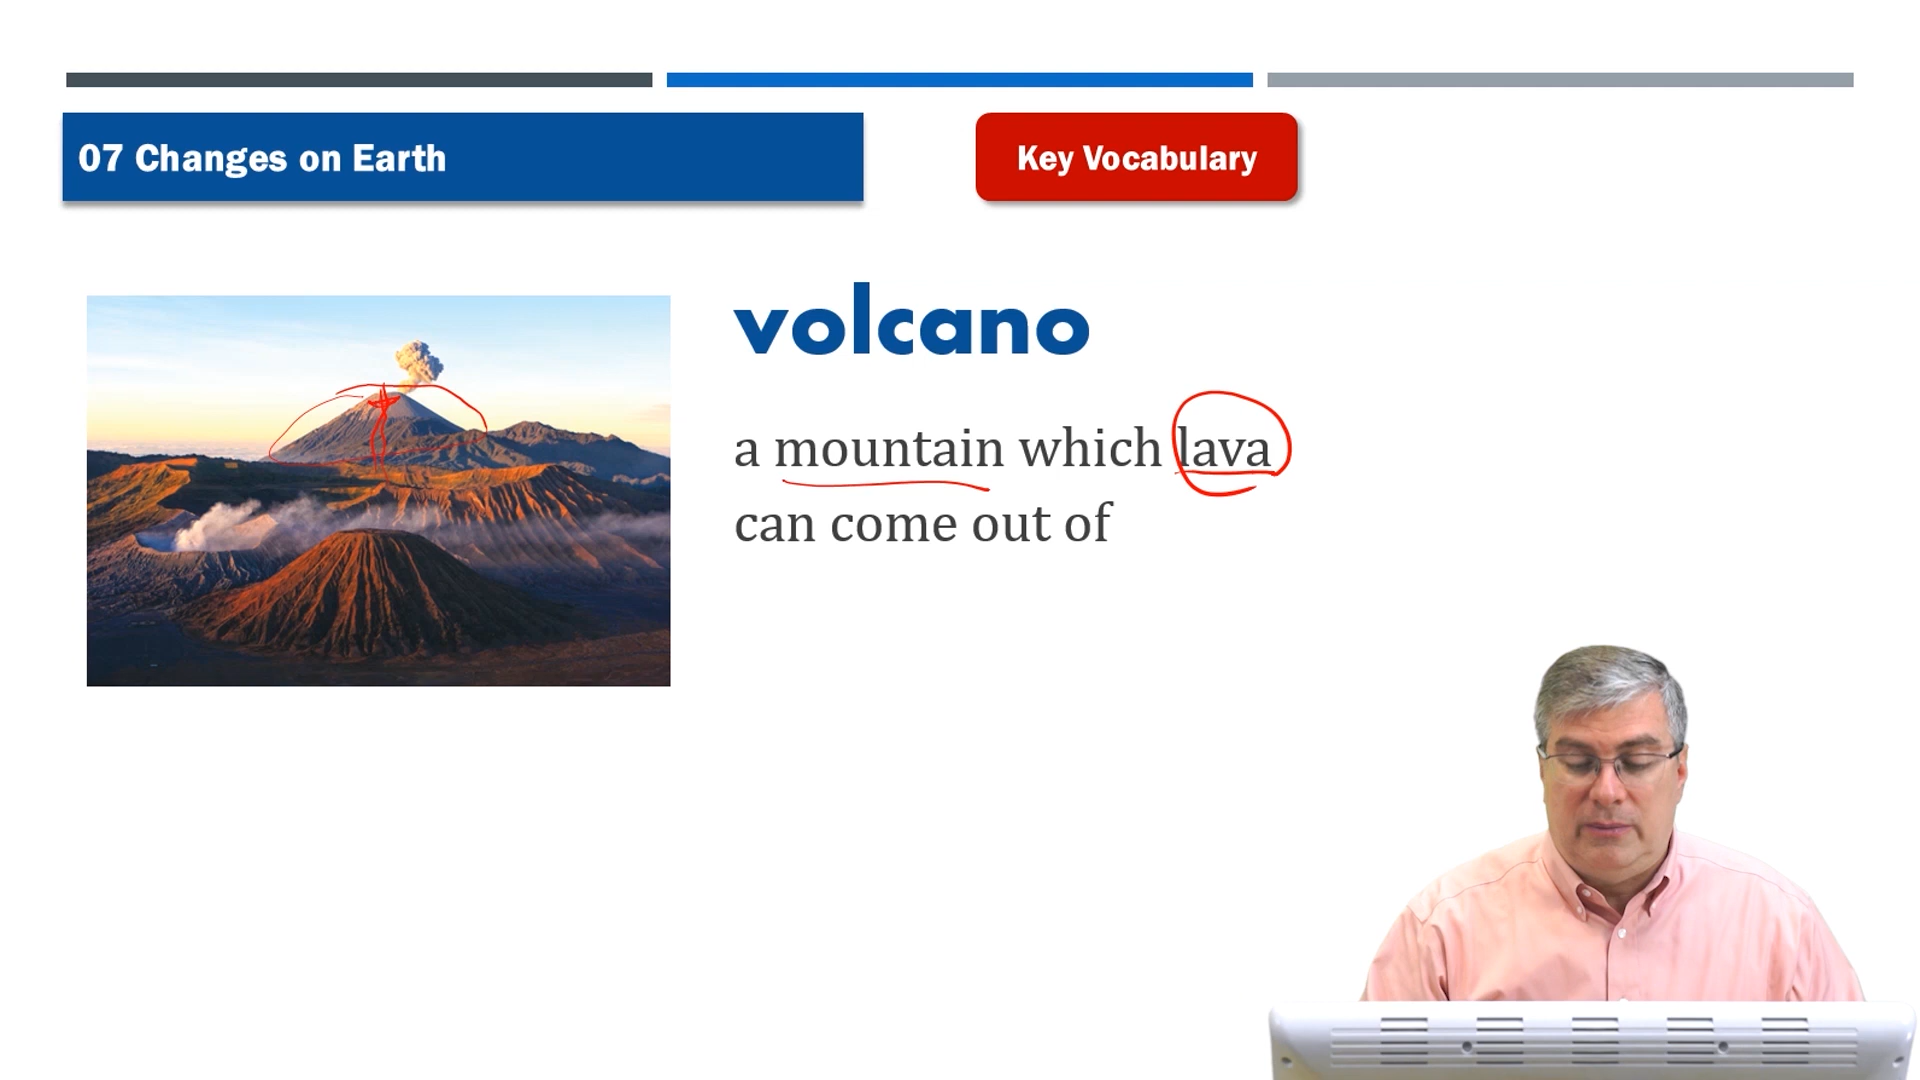 07 Changes on Earth
Key Vocabulary
volcano
a mountain which lava
can come out of